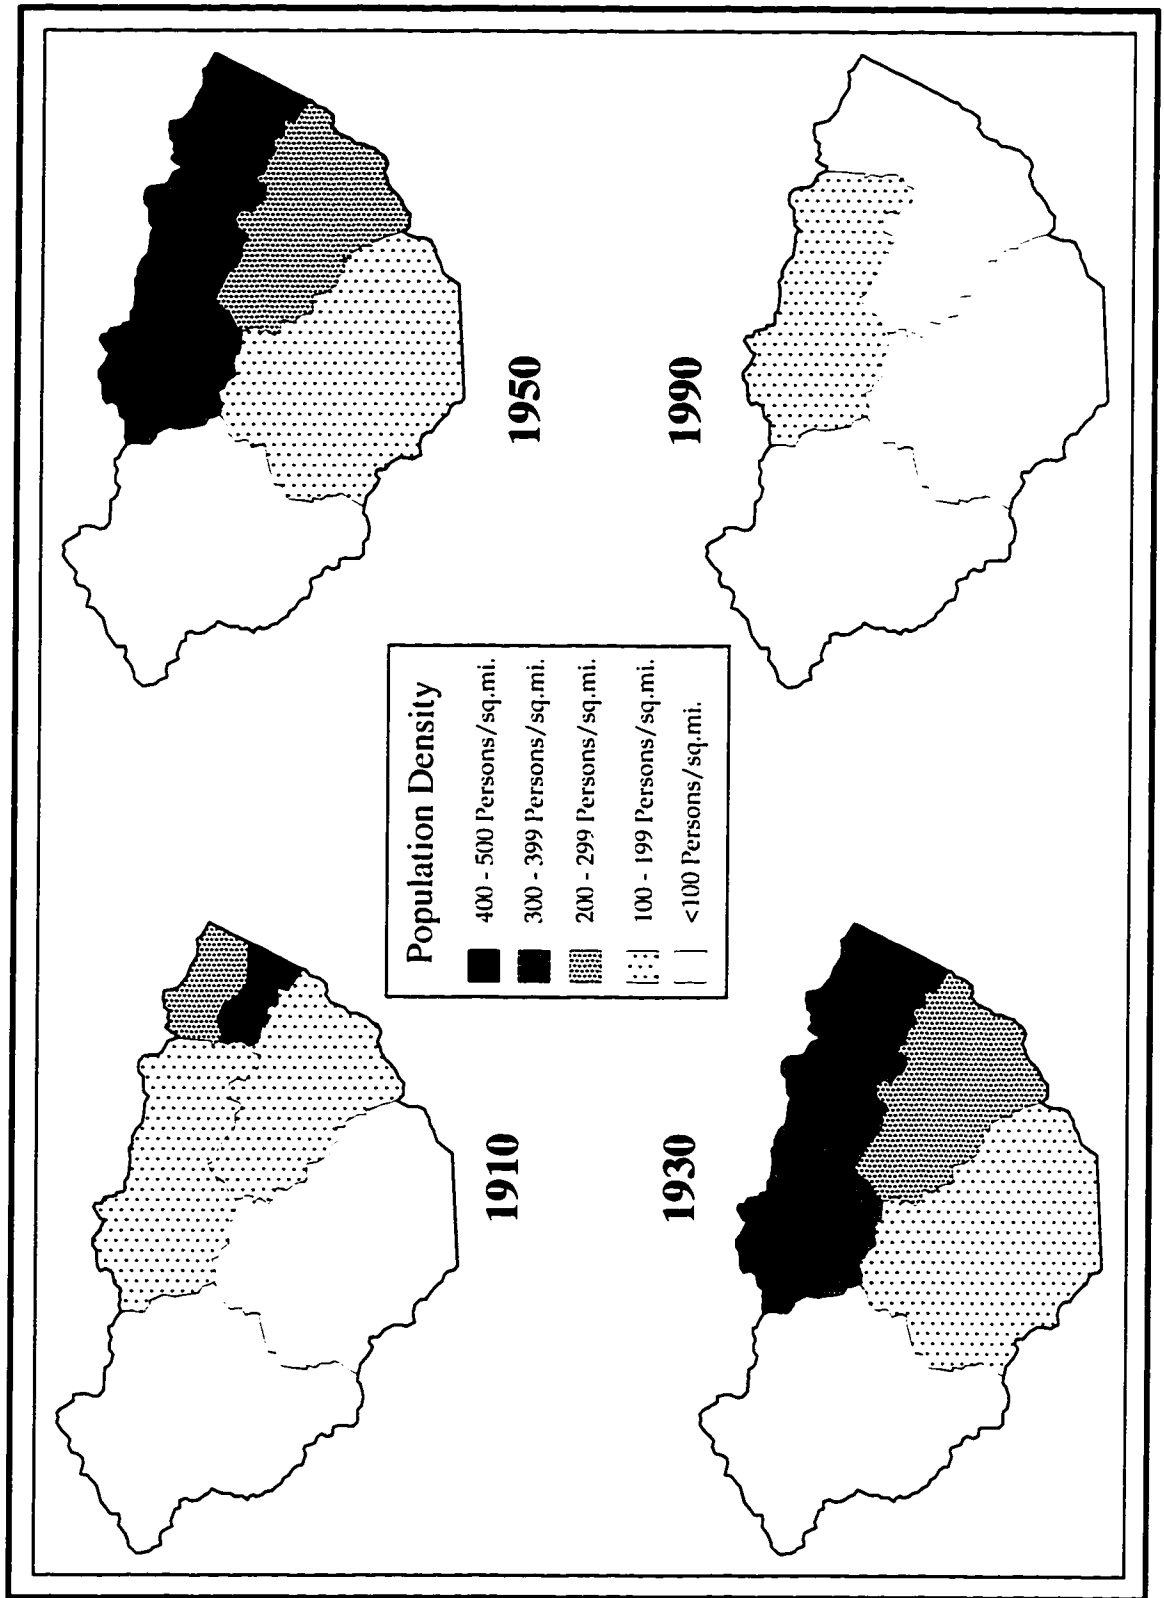 1910
1950
Population Density
400 - 500 Persons/sq.mi.
300 - 399 Persons/sq.mi.
200 - 299 Persons/sq.mi.
100 - 199 Persons/sq.mi.
<100 Persons/sq.mi.
1930
1990